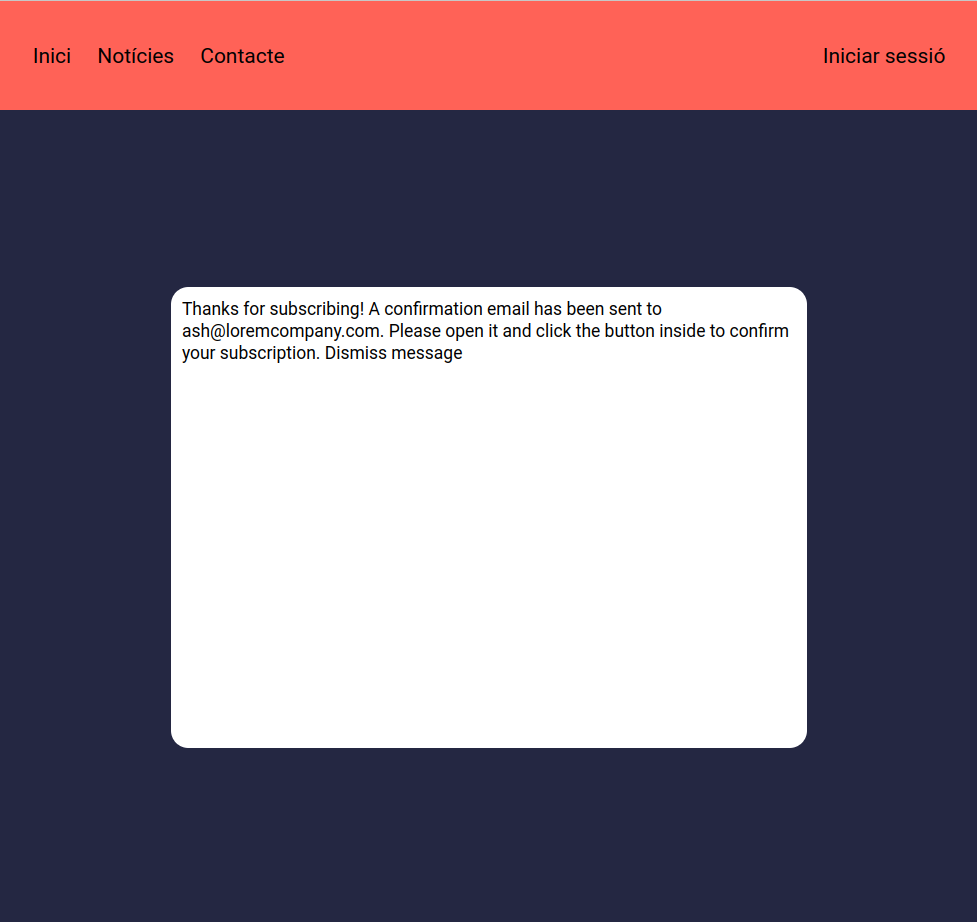 Inici Notícies Contacte Iniciar sessió
Thanks for subscribing! A confirmation email has been sent to
ash@loremcompany.com. Please open it and click the button inside to confirm
your subscription. Dismiss message